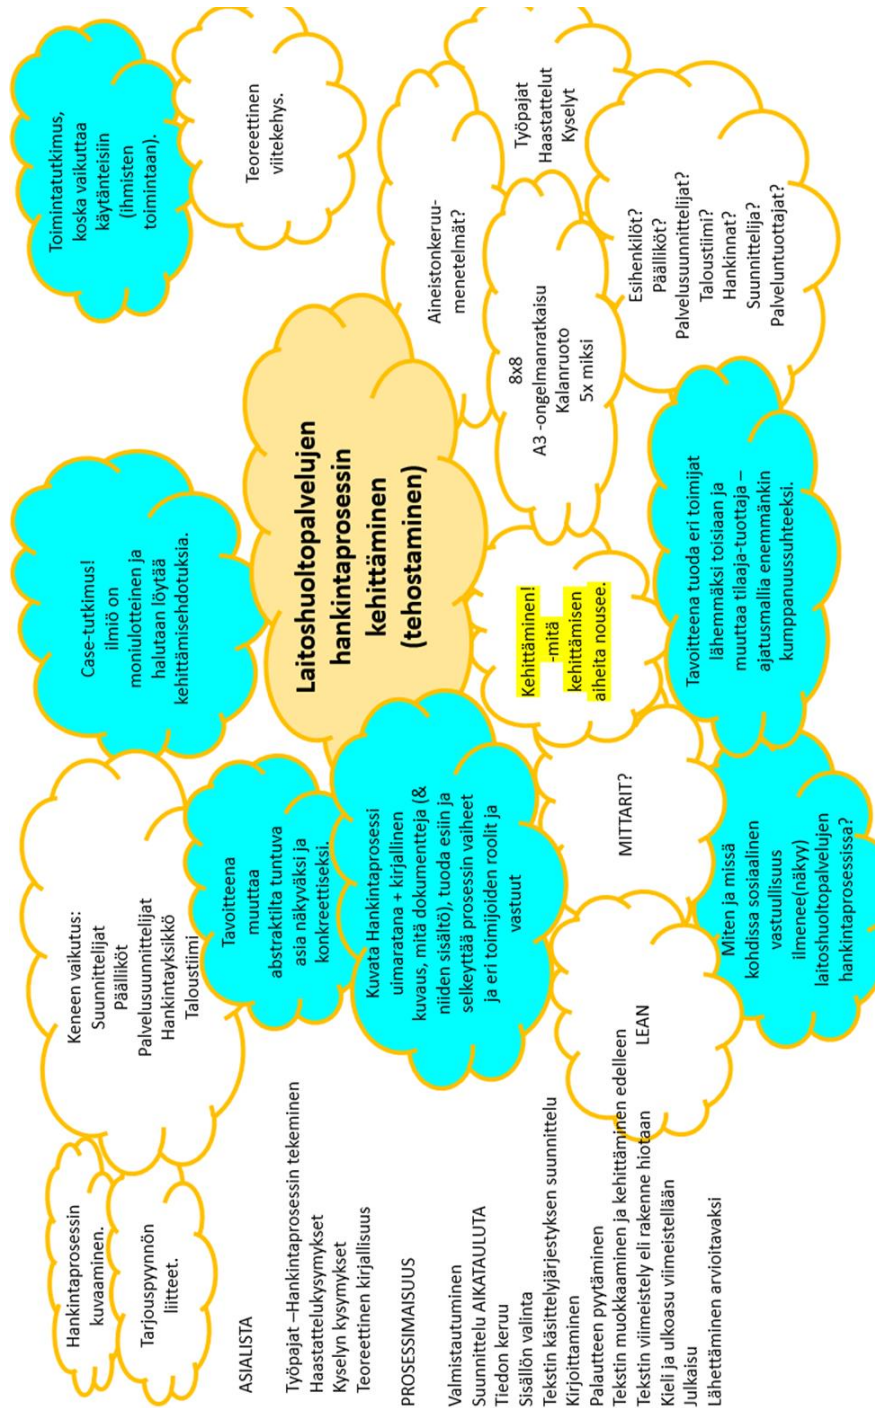 Hankintaprosessin
kuvaaminen.
Tarjouspyynnön
liitteet.
Keneen vaikutus:
Suunnittelijat
Päälliköt
Palvelusuunnittelijat
Hankintayksikkö
Taloustiimi
Case-tutkimus!
ilmiö on
moniulotteinen ja
halutaan löytää
kehittämisehdotuksia.
Toimintatutkimus,
koska vaikuttaa
käytänteisiin
(ihmisten
toimintaan).
Teoreettinen
viitekehys.
Tavoitteena
muuttaa
abstraktilta tuntuva
asia näkyväksi ja
konkreettiseksi.
Laitoshuoltopalvelujen
hankintaprosessin
kehittäminen
(tehostaminen)
Aineistonkeruu-
menetelmät?
Työpajat
Haastattelut
Kyselyt
Kuvata Hankintaprosessi
uimaratana + kirjallinen
kuvaus, mitä dokumentteja (&
niiden sisältö), tuoda esiin ja
selkeyttää prosessin vaiheet
ja eri toimijoiden roolit ja
vastuut
Kehittäminen!
-mitä
kehittämisen
aiheita nousee.
8x8
A3 -ongelmanratkaisu
Kalanruoto
5x miksi
Esihenkilöt?
Päälliköt?
Palvelusuunnittelijat?
Taloustiimi?
Hankinnat?
Suunnittelija?
Palveluntuottajat?
LEAN
MITTARIT?
Miten ja missä
kohdissa sosiaalinen
vastuullisuus
ilmenee(näkyy)
laitoshuoltopalvelujen
hankintaprosessissa?
Tavoitteena tuoda eri toimijat
lähemmäksi toisiaan ja
muuttaa tilaaja-tuottaja –
ajatusmallia enemmänkin
kumppanuussuhteeksi.
ASIALISTA
Työpajat –Hankintaprosessin tekeminen
Haastattelukysymykset
Kyselyn kysymykset
Teoreettinen kirjallisuus
PROSESSIMAISUUS
Valmistautuminen
Suunnittelu AIKATAULUTA
Tiedon keruu
Sisällön valinta
Tekstin käsittelyjärjestyksen suunnittelu
Kirjoittaminen
Palautteen pyytäminen
Tekstin muokkaaminen ja kehittäminen edelleen
Tekstin viimeistely eli rakenne hiotaan
Kieli ja ulkoasu viimeistellään
Julkaisu
Lähettäminen arvioitavaksi